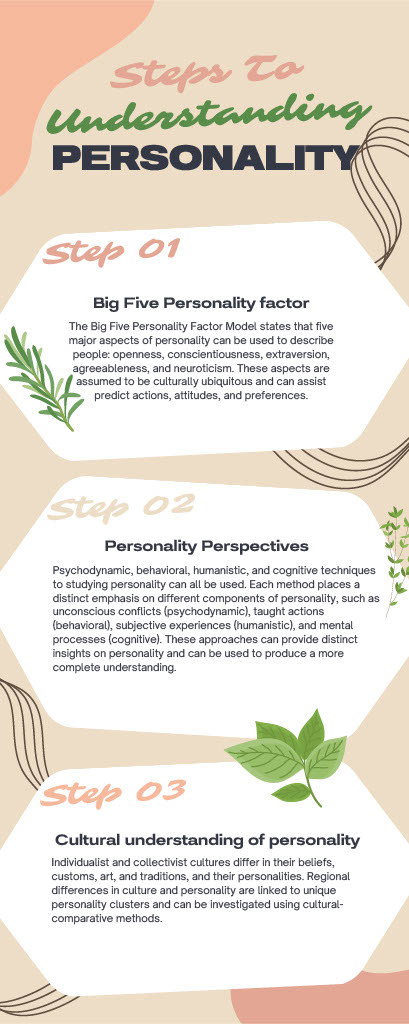 Steps To
Understanding
PERSONALITY
Step 01
Big Five Personality factor
The Big Five Personality Factor Model states that five
major aspects of personality can be used to describe
people: openness, conscientiousness, extraversion,
agreeableness, and neuroticism. These aspects are
assumed to be culturally ubiquitous and can assist
predict actions, attitudes, and preferences.
Step 02
Personality Perspectives
Psychodynamic, behavioral, humanistic, and cognitive techniques
to studying personality can all be used. Each method places a
distinct emphasis on different components of personality, such as
unconscious conflicts (psychodynamic), taught actions
(behavioral), subjective experiences (humanistic), and mental
processes (cognitive). These approaches can provide distinct
insights on personality and can be used to produce a more
complete understanding.
Step 03
Cultural understanding of personality
Individualist and collectivist cultures differ in their beliefs,
customs, art, and traditions, and their personalities. Regional
differences in culture and personality are linked to unique
personality clusters and can be investigated using cultural-
comparative methods.